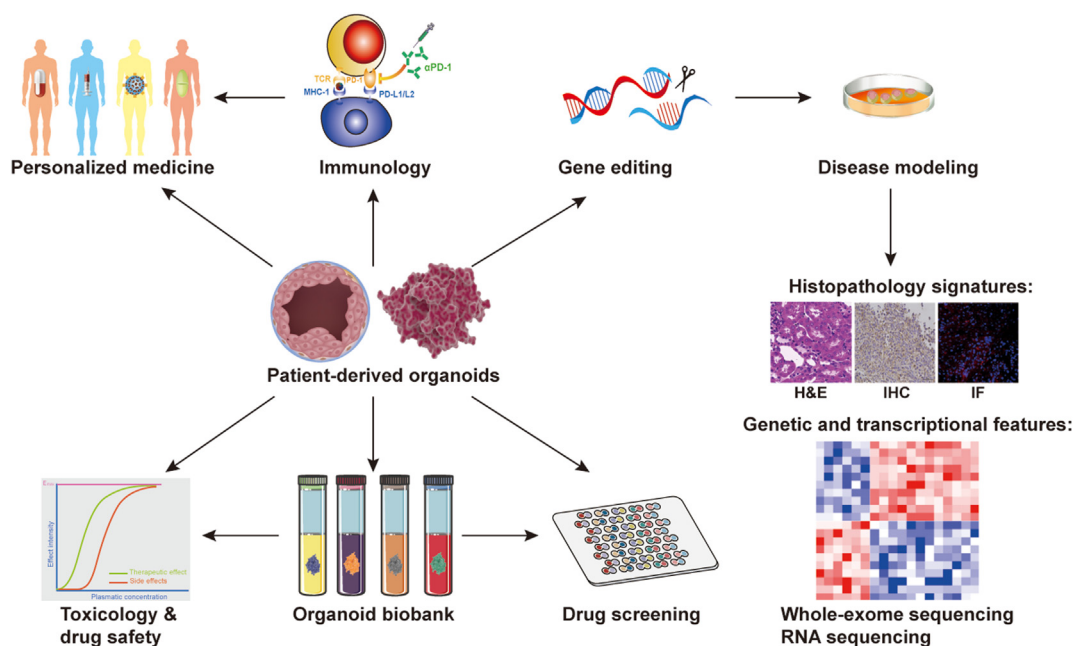 TCR
PD-1
αPD-1
MHC-1
PD-L1/L2
Personalized medicine
Immunology
Gene editing
Disease modeling
Histopathology signatures:
H&E
IHC
IF
Patient-derived organoids
Genetic and transcriptional features:
Effect intensity
Therapeutic effect
Side effects
Plasmatic concentration
Toxicology &
drug safety
Organoid biobank
Drug screening
Whole-exome sequencing
RNA sequencing